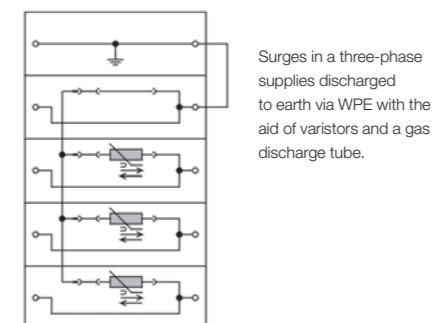 Surges in a three-phase
supplies discharged
to earth via WPE with the
aid of varistors and a gas
discharge tube.